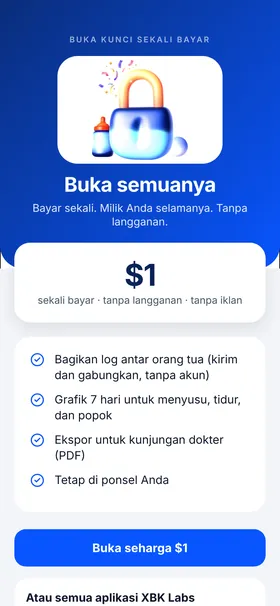 BUKA KUNCI SEKALI BAYAR
Buka semuanya
Bayar sekali. Milik Anda selamanya. Tanpa
langganan.
$1
sekali bayar · tanpa langganan · tanpa iklan
Bagikan log antar orang tua (kirim
dan gabungkan, tanpa akun)
Grafik 7 hari untuk menyusu, tidur,
dan popok
Ekspor untuk kunjungan dokter
(PDF)
Tetap di ponsel Anda
Buka seharga $1
Atau semua aplikasi XBK Labs